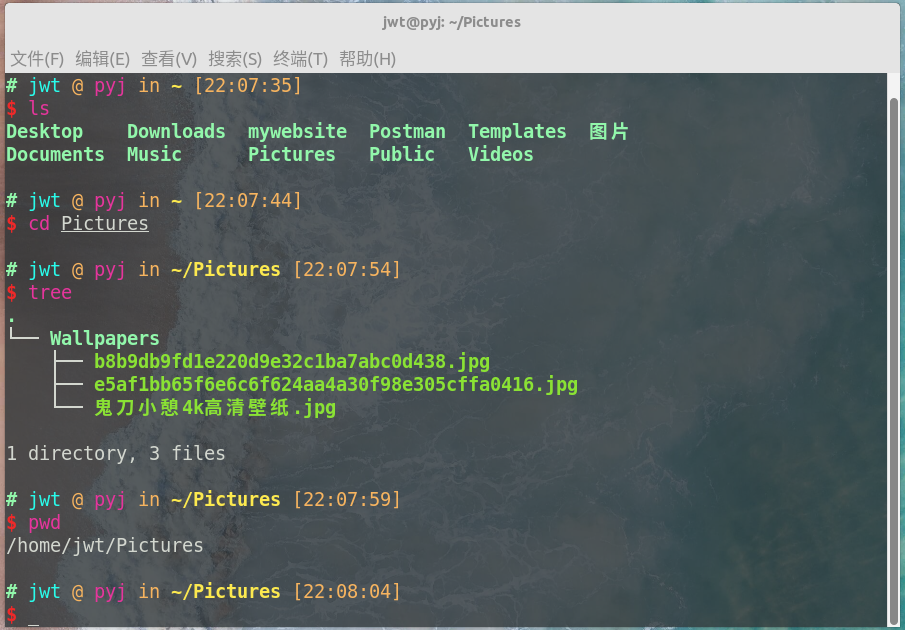 jwt@pyj: ~/Pictures
文件(F) 编辑(E) 查看(V) 搜索(S) 终端(T) 帮助(H)
# jwt @ pyj in ~ [22:07:35]
$ ls
Desktop    Downloads  mywebsite  Postman  Templates  图片
Documents  Music      Pictures   Public   Videos
# jwt @ pyj in ~ [22:07:44]
$ cd Pictures
# jwt @ pyj in ~/Pictures [22:07:54]
$ tree
.
└── Wallpapers
    ├── b8b9db9fd1e220d9e32c1ba7abc0d438.jpg
    ├── e5af1bb65f6e6c6f624aa4a30f98e305cffa0416.jpg
    └── 鬼刀小憩4k高清壁纸.jpg
1 directory, 3 files
# jwt @ pyj in ~/Pictures [22:07:59]
$ pwd
/home/jwt/Pictures
# jwt @ pyj in ~/Pictures [22:08:04]
$ _